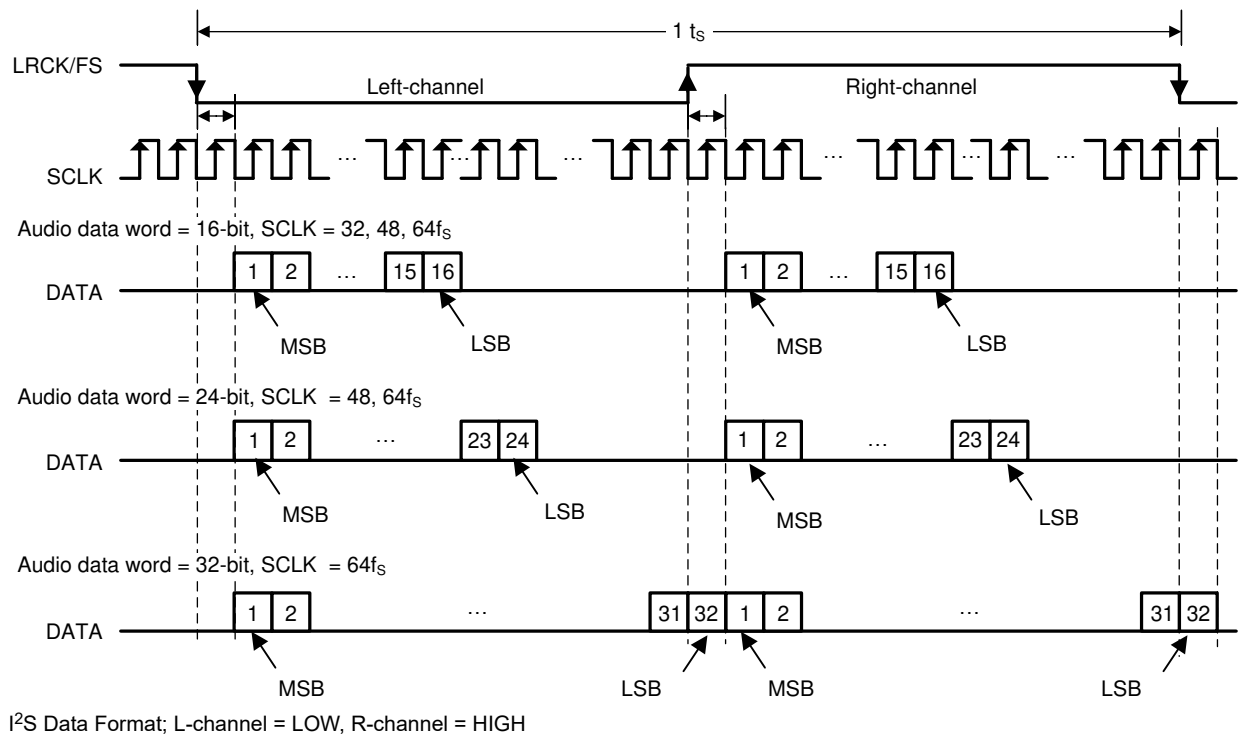 1 tS
LRCK/FS
Left-channel
Right-channel
SCLK
... ... ... ... ... ...
Audio data word = 16-bit, SCLK = 32, 48, 64fS
DATA
1 2 ... 15 16 1 2 ... 15 16
MSB LSB MSB LSB
Audio data word = 24-bit, SCLK = 48, 64fS
DATA
1 2 ... 23 24 1 2 ... 23 24
MSB LSB MSB LSB
Audio data word = 32-bit, SCLK = 64fS
DATA
1 2 ... 31 32 1 2 ... 31 32
MSB LSB MSB LSB
I2S Data Format; L-channel = LOW, R-channel = HIGH